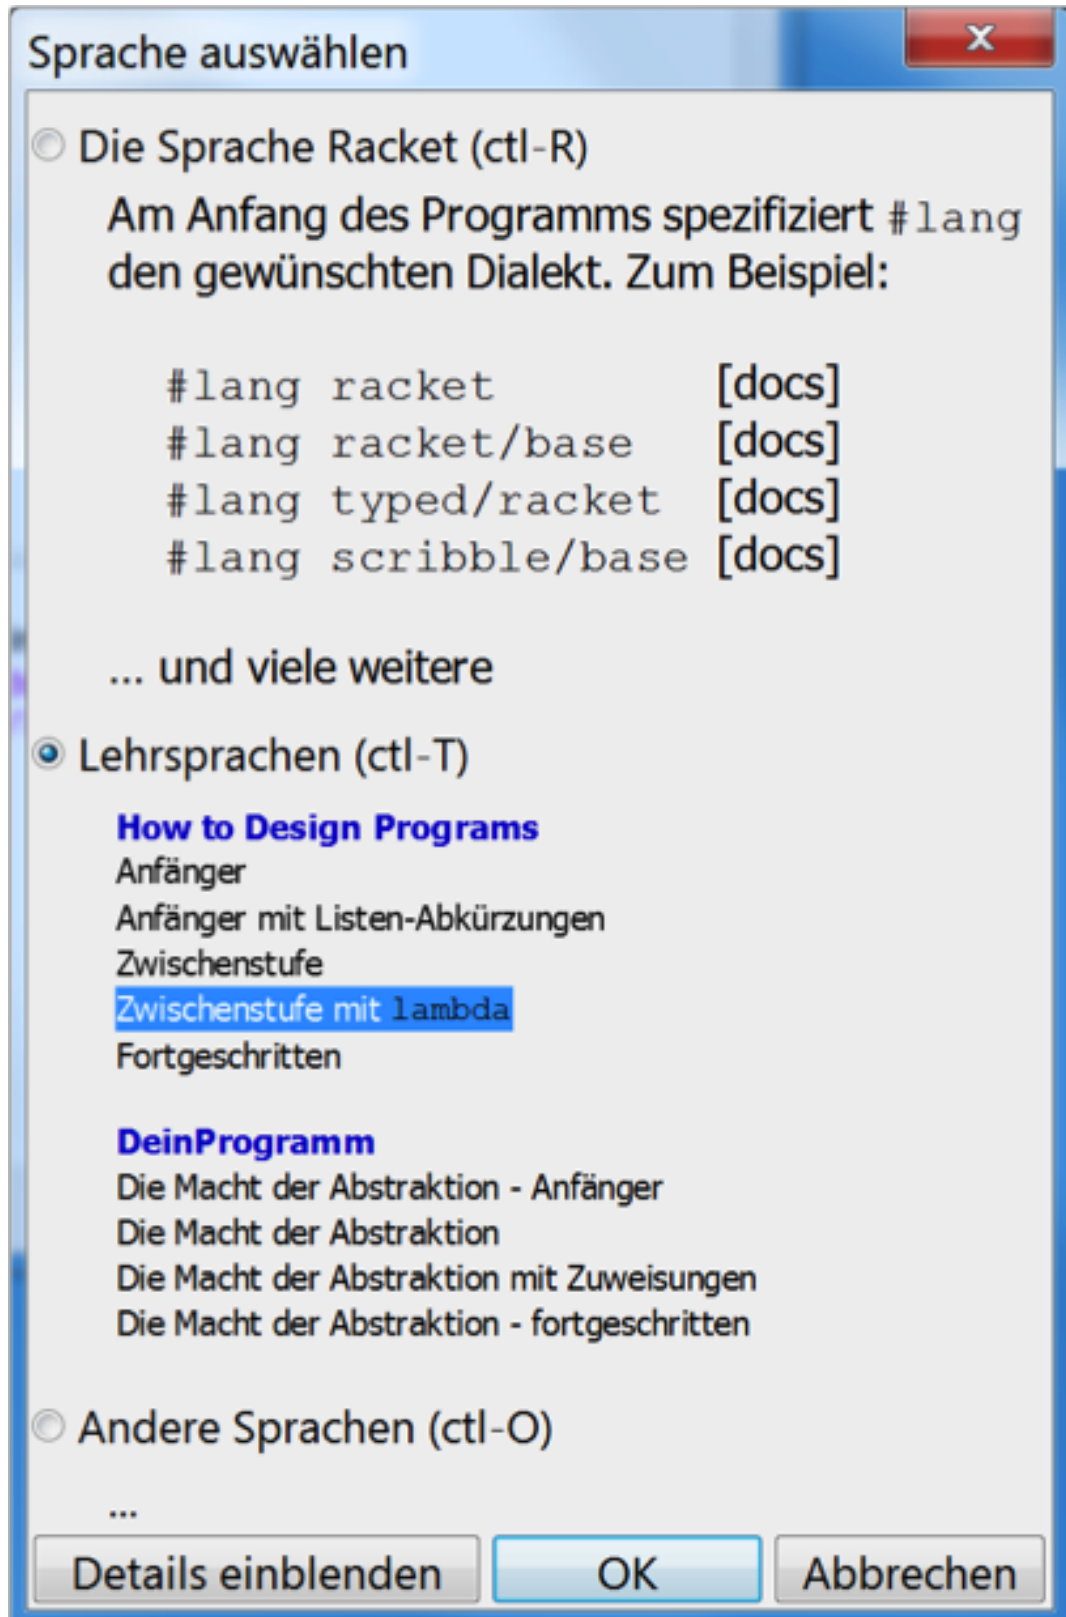 Sprache auswählen
x
Die Sprache Racket (ctl-R)
Am Anfang des Programms spezifiziert #lang
den gewünschten Dialekt. Zum Beispiel:
#lang racket [docs]
#lang racket/base [docs]
#lang typed/racket [docs]
#lang scribble/base [docs]
... und viele weitere
Lehrsprachen (ctl-T)
How to Design Programs
Anfänger
Anfänger mit Listen-Abkürzungen
Zwischenstufe
Zwischenstufe mit lambda
Fortgeschritten
DeinProgramm
Die Macht der Abstraktion - Anfänger
Die Macht der Abstraktion
Die Macht der Abstraktion mit Zuweisungen
Die Macht der Abstraktion - fortgeschritten
Andere Sprachen (ctl-O)
...
Details einblenden OK Abbrechen